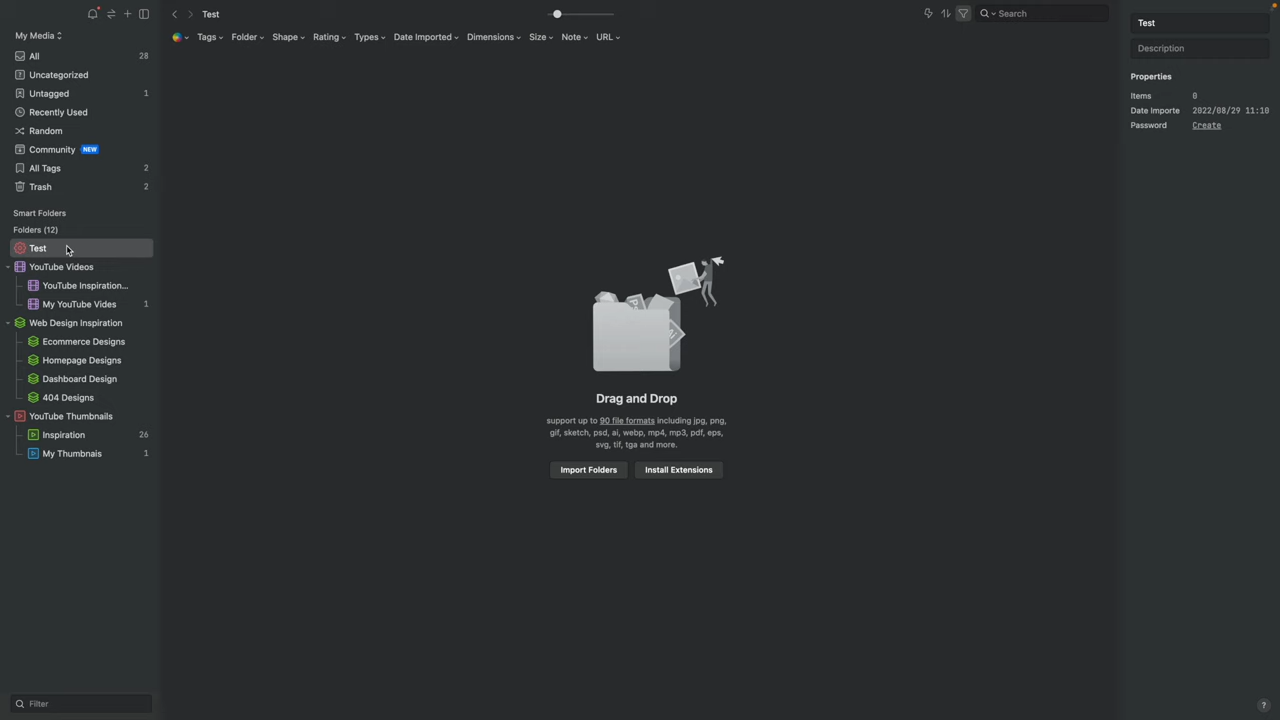 Test
Search
My Media
Tags
Folder
Shape
Rating
Types
Date Imported
Dimensions
Size
Note
URL
All 28
Uncategorized
Untagged 1
Recently Used
Random
Community NEW
All Tags 2
Trash 2
Smart Folders
Folders (12)
Test
YouTube Videos
YouTube Inspiration...
My YouTube Vides 1
Web Design Inspiration
Ecommerce Designs
Homepage Designs
Dashboard Design
404 Designs
YouTube Thumbnails
Inspiration 26
My Thumbnais 1
Filter
Drag and Drop
support up to 90 file formats including jpg, png,
gif, sketch, psd, ai, webp, mp4, mp3, pdf, eps,
svg, tif, tga and more.
Import Folders
Install Extensions
Test
Description
Properties
Items 0
Date Importe 2022/08/29 11:10
Password Create
?